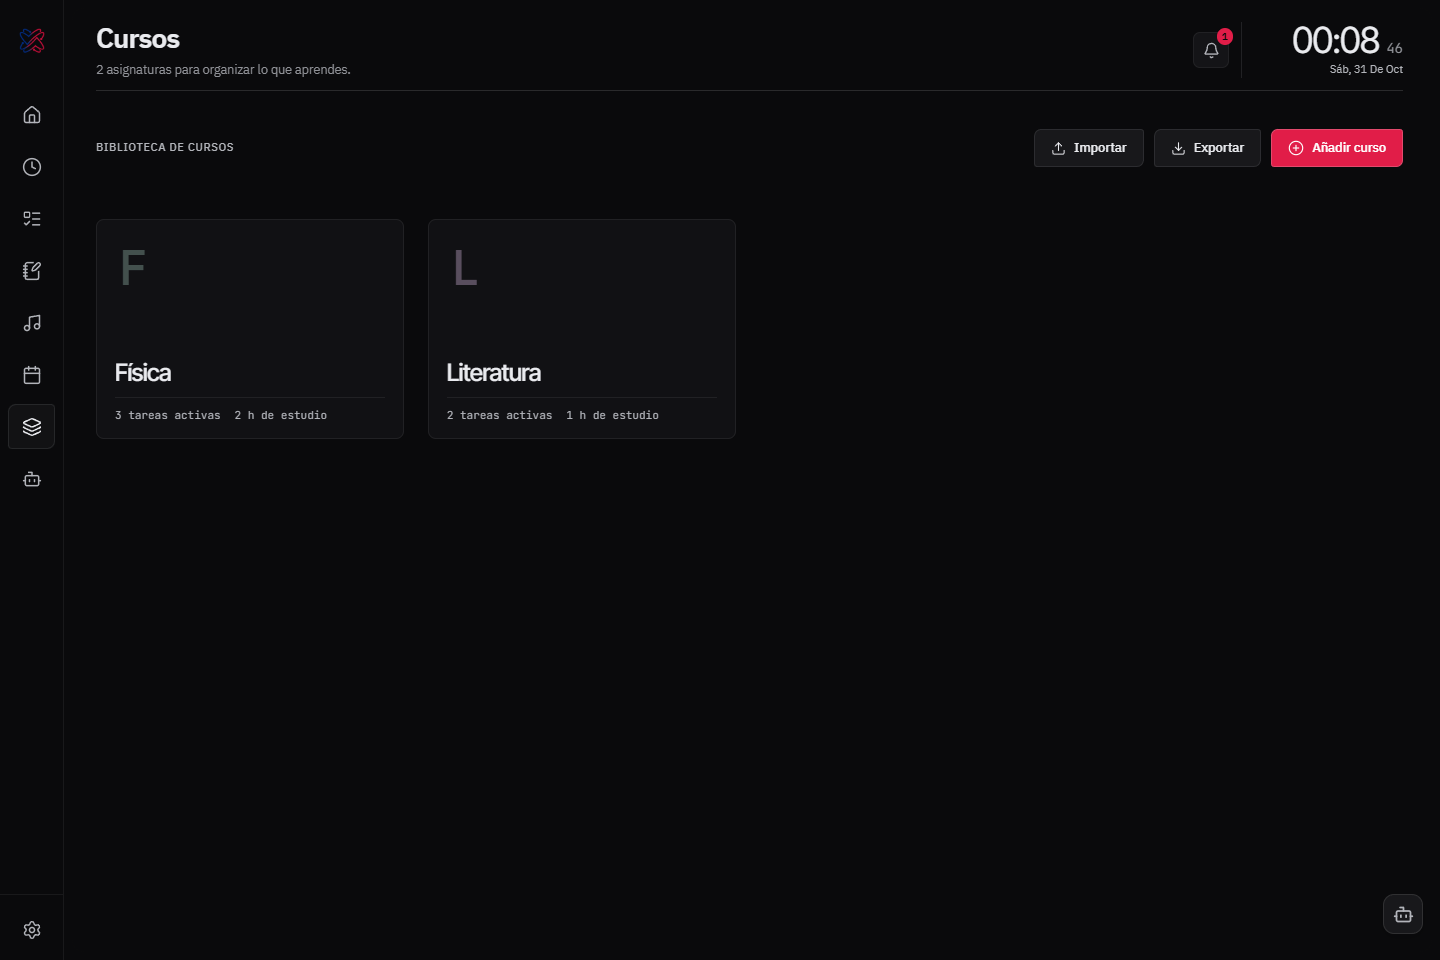 Cursos
2 asignaturas para organizar lo que aprendes.
1
00:08 46
Sáb, 31 De Oct
BIBLIOTECA DE CURSOS
Importar
Exportar
Añadir curso
F
Física
3 tareas activas 2 h de estudio
L
Literatura
2 tareas activas 1 h de estudio